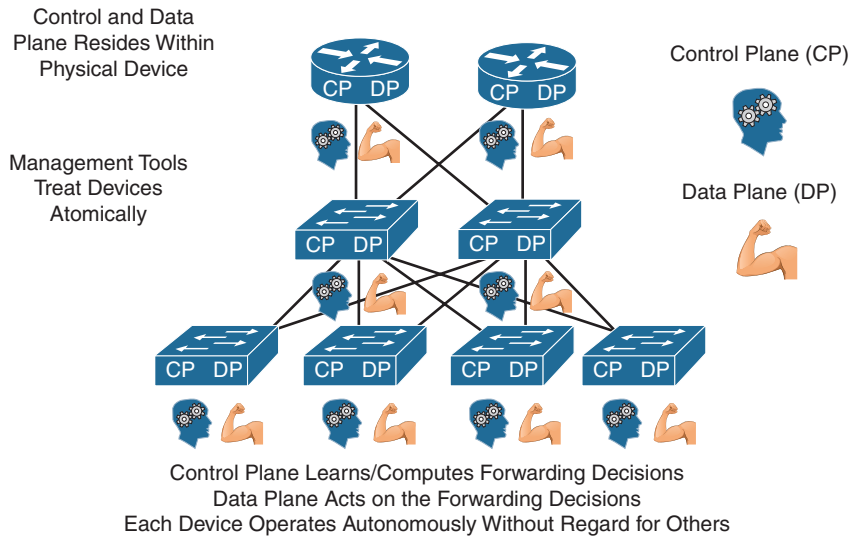 Control and Data
Plane Resides Within
Physical Device
CP DP
CP DP
Control Plane (CP)
Management Tools
Treat Devices
Atomically
Data Plane (DP)
CP DP
CP DP
CP DP
CP DP
CP DP
CP DP
Control Plane Learns/Computes Forwarding Decisions
Data Plane Acts on the Forwarding Decisions
Each Device Operates Autonomously Without Regard for Others